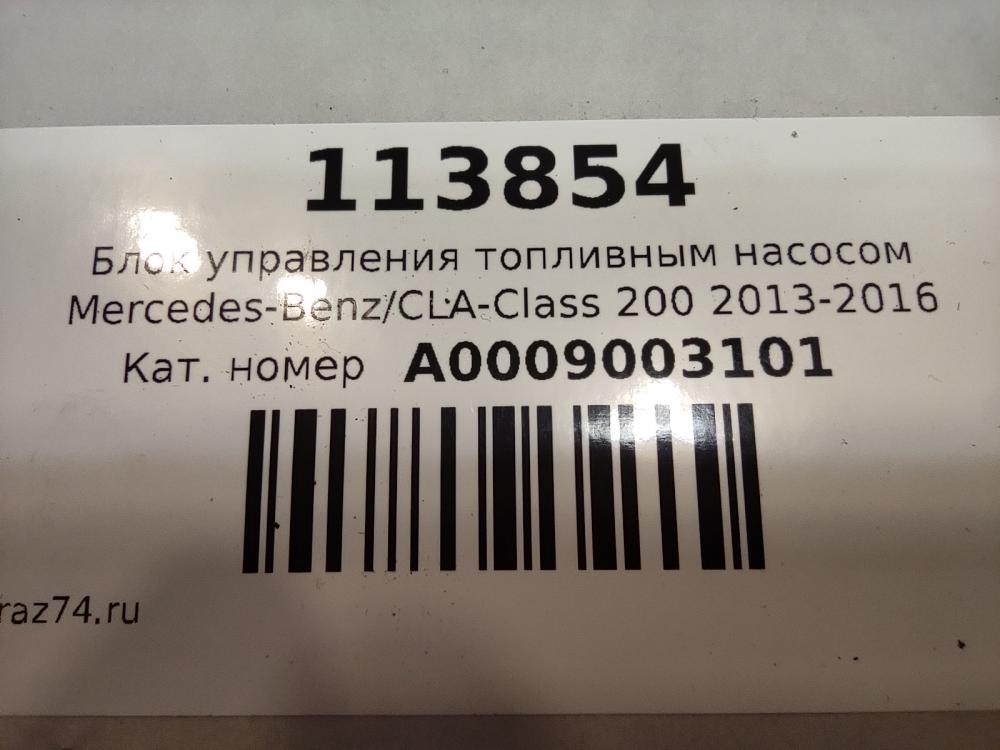 113854
Блок управления топливным насосом
Mercedes-Benz/CLA-Class 200 2013-2016
Кат. номер A0009003101
raz74.ru